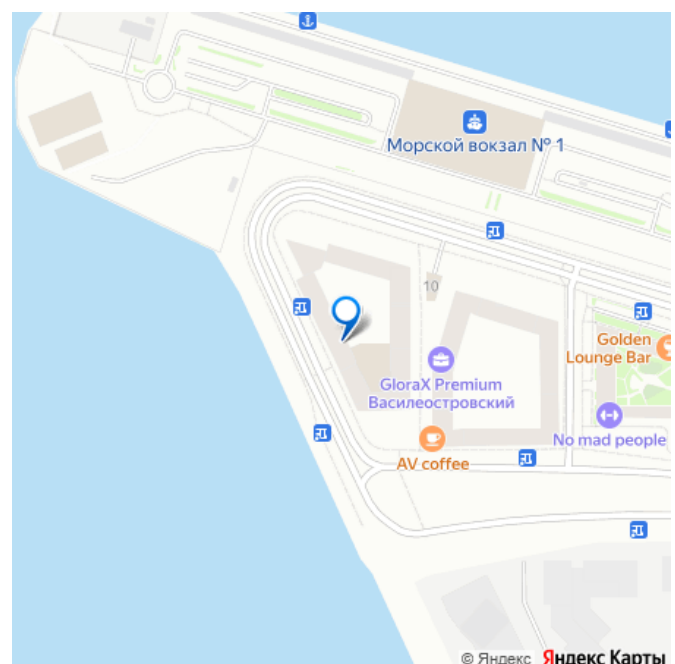 Морской вокзал № 1
10
Golden
Lounge Bar
GloraX Premium
Василеостровский
No mad people
AV coffee
© Яндекс Яндекс Карты